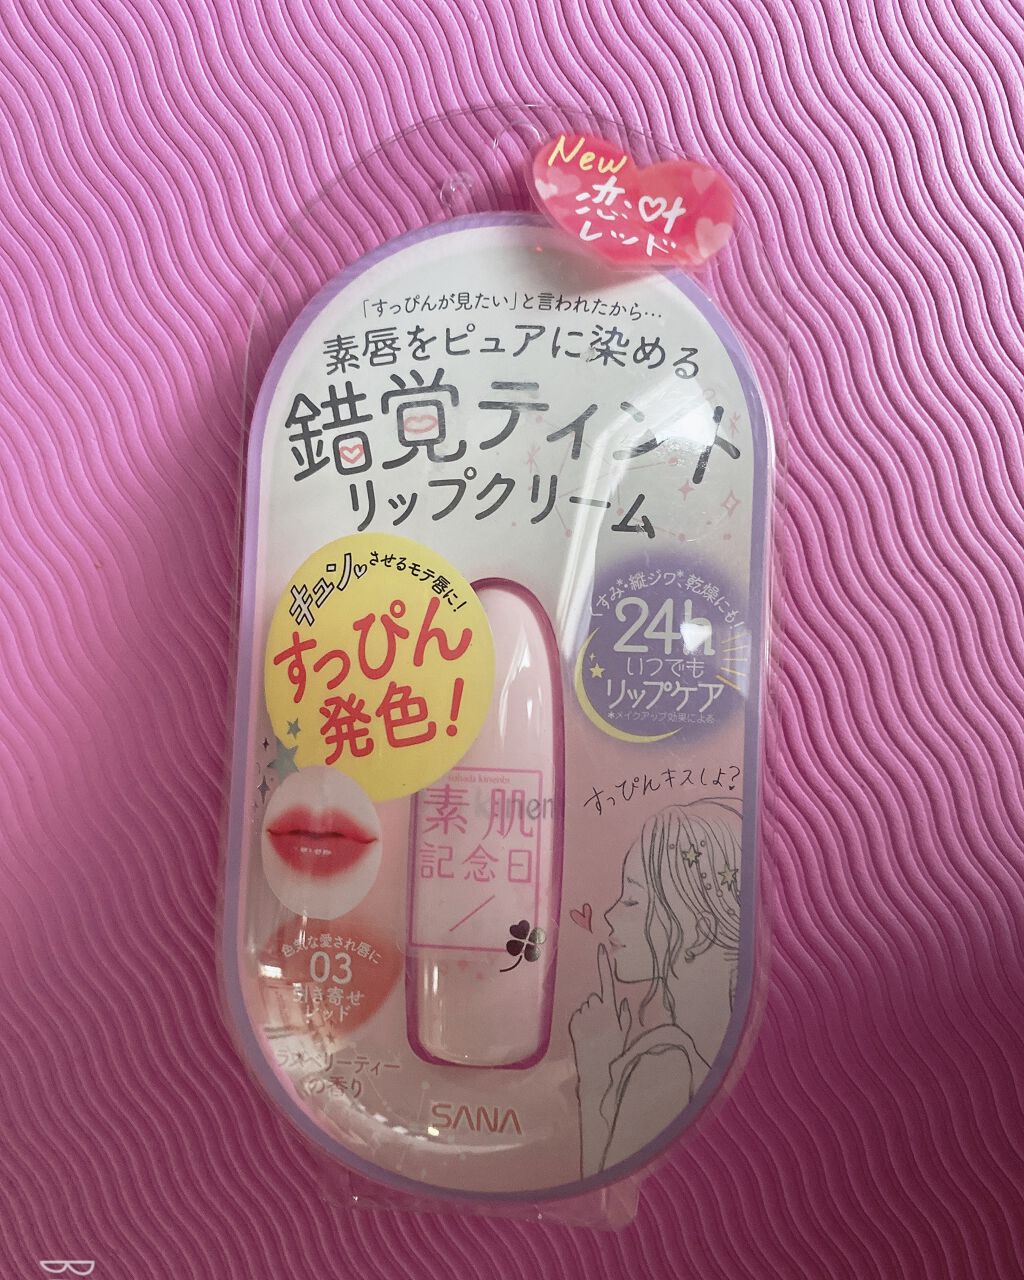 New
恋叶
レッド
「すっぴんが見たい」と言われたから…
素唇をピュアに染める
錯覚ティント
リップクリーム
キュン♡させるモテ唇に!
すっぴん
発色!
くすみ*・縦ジワ*、乾燥にも!
24h
いつでも
リップケア
*メイクアップ効果による
すっぴんキスしよ?
suhada kinenbi
素肌
記念日
色気な愛され唇に
03
引き寄せ
レッド
ラズベリーティー
の香り
SANA